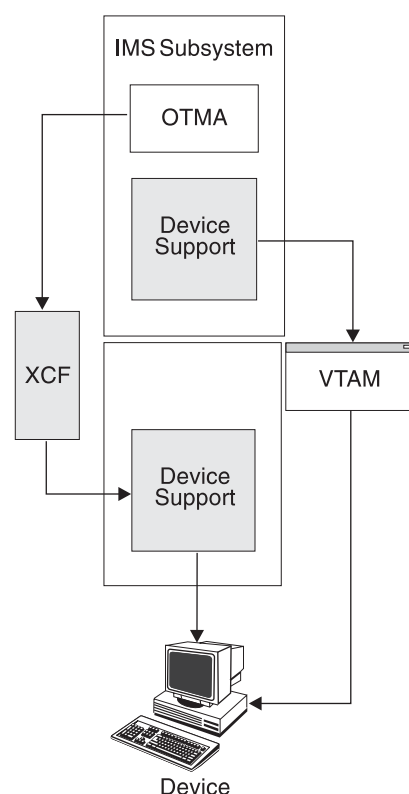 IMS Subsystem
OTMA
Device
Support
XCF
VTAM
Device
Support
Device